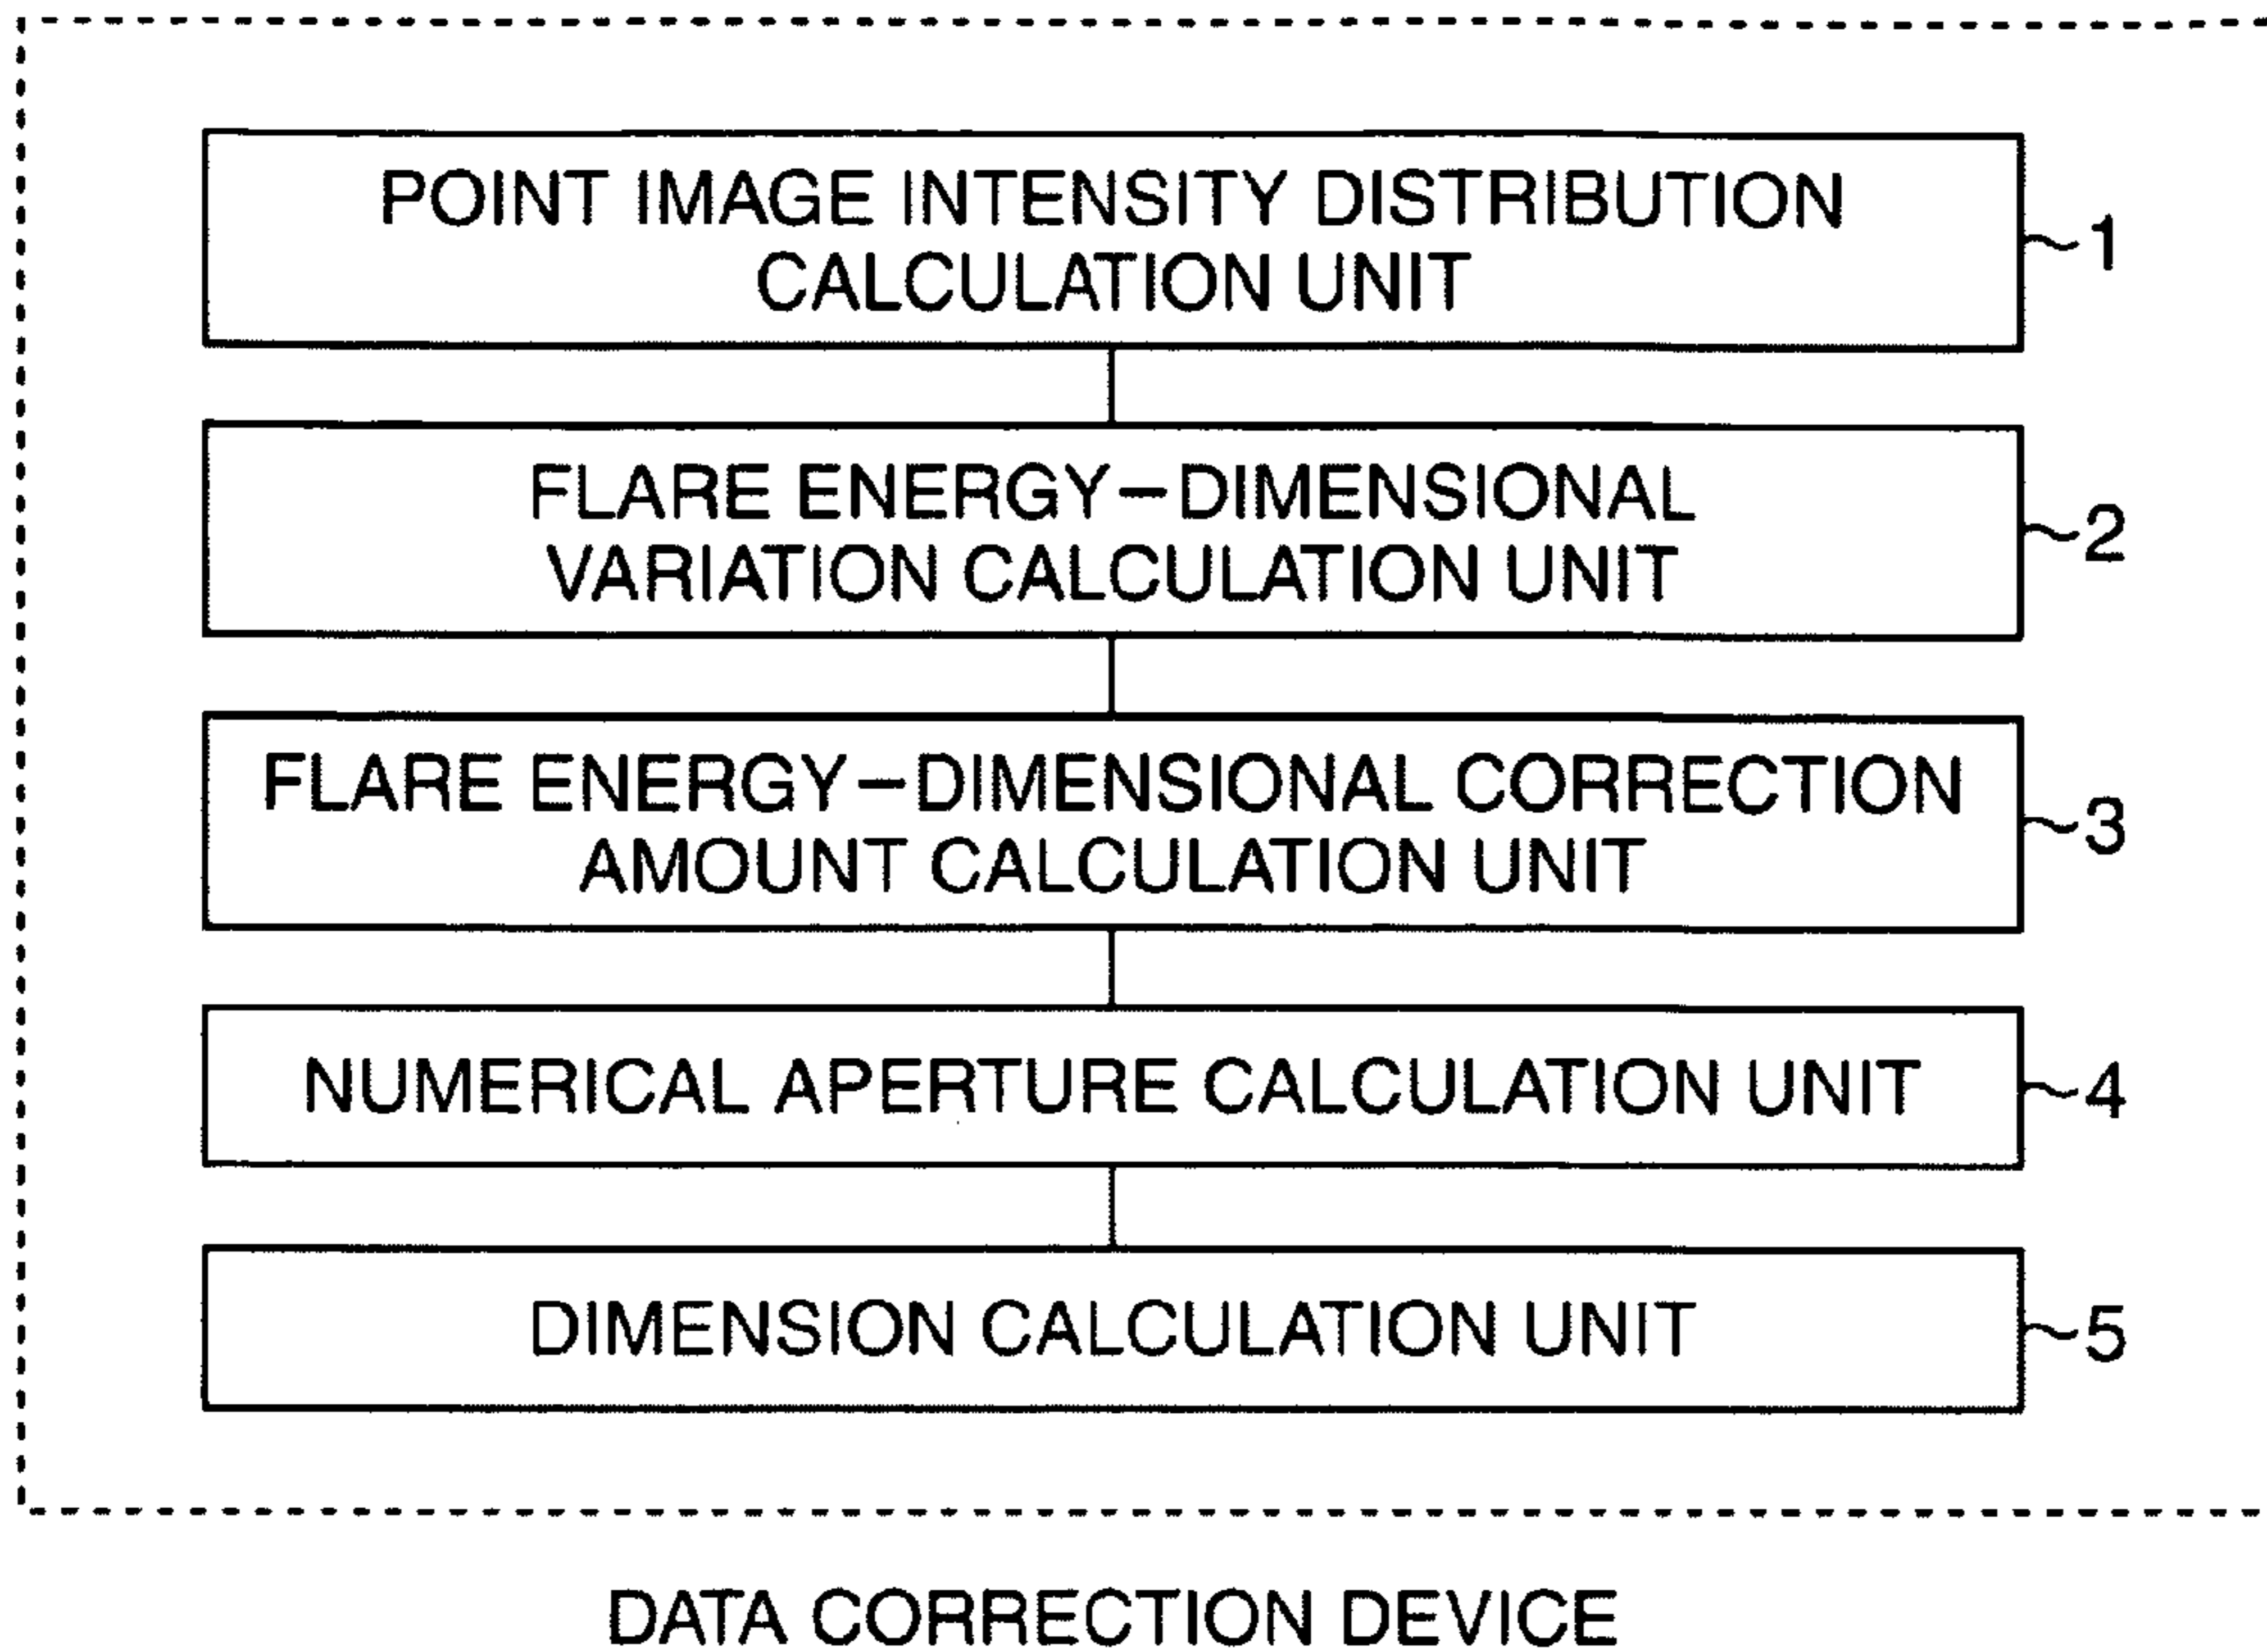 POINT IMAGE INTENSITY DISTRIBUTION
CALCULATION UNIT
1
FLARE ENERGY—DIMENSIONAL
VARIATION CALCULATION UNIT
2
FLARE ENERGY—DIMENSIONAL CORRECTION
AMOUNT CALCULATION UNIT
3
NUMERICAL APERTURE CALCULATION UNIT
4
DIMENSION CALCULATION UNIT
5
DATA CORRECTION DEVICE